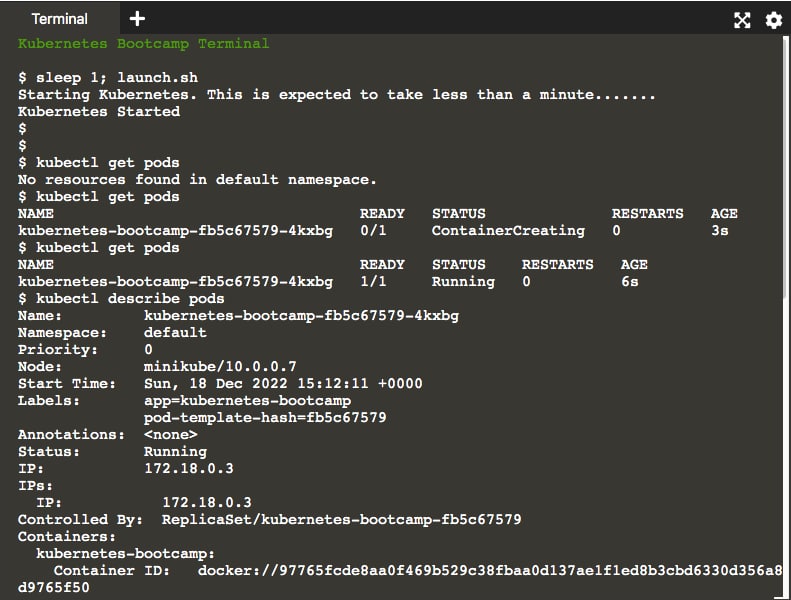 Terminal +
Kubernetes Bootcamp Terminal
$ sleep 1; launch.sh
Starting Kubernetes. This is expected to take less than a minute.......
Kubernetes Started
$
$
$ kubectl get pods
No resources found in default namespace.
$ kubectl get pods
NAME READY STATUS RESTARTS AGE
kubernetes-bootcamp-fb5c67579-4kxbg 0/1 ContainerCreating 0 3s
$ kubectl get pods
NAME READY STATUS RESTARTS AGE
kubernetes-bootcamp-fb5c67579-4kxbg 1/1 Running 0 6s
$ kubectl describe pods
Name: kubernetes-bootcamp-fb5c67579-4kxbg
Namespace: default
Priority: 0
Node: minikube/10.0.0.7
Start Time: Sun, 18 Dec 2022 15:12:11 +0000
Labels: app=kubernetes-bootcamp
pod-template-hash=fb5c67579
Annotations: <none>
Status: Running
IP: 172.18.0.3
IPs:
IP: 172.18.0.3
Controlled By: ReplicaSet/kubernetes-bootcamp-fb5c67579
Containers:
kubernetes-bootcamp:
Container ID: docker://97765fcde8aa0f469b529c38fbaa0d137ae1f1ed8b3cbd6330d356a8
d9765f50